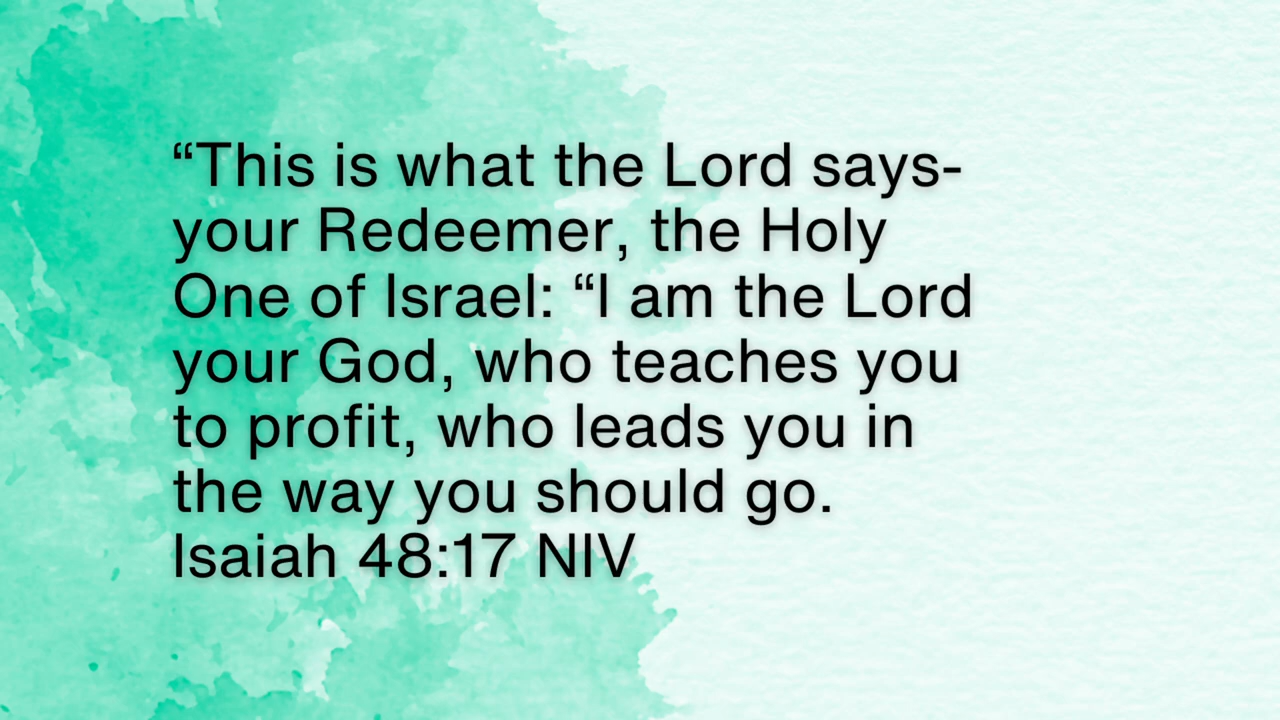 “This is what the Lord says-
your Redeemer, the Holy
One of Israel: “I am the Lord
your God, who teaches you
to profit, who leads you in
the way you should go.
Isaiah 48:17 NIV